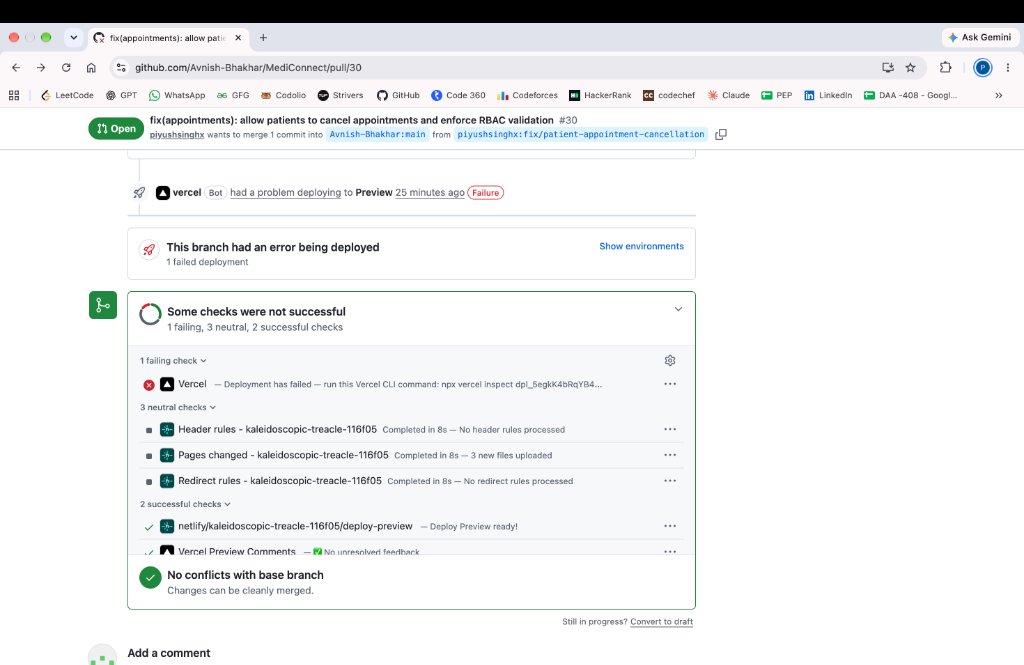 fix(appointments): allow patie
Ask Gemini
github.com/Avnish-Bhakhar/MediConnect/pull/30
P
LeetCode GPT WhatsApp GFG Codolio Strivers GitHub Code 360 Codeforces HackerRank codechef Claude PEP LinkedIn DAA -408 - Googl...
Open
fix(appointments): allow patients to cancel appointments and enforce RBAC validation #30
piyushsinghx wants to merge 1 commit into Avnish-Bhakhar:main from piyushsinghx:fix/patient-appointment-cancellation
vercel Bot had a problem deploying to Preview 25 minutes ago Failure
This branch had an error being deployed
Show environments
1 failed deployment
Some checks were not successful
1 failing, 3 neutral, 2 successful checks
1 failing check
Vercel — Deployment has failed — run this Vercel CLI command: npx vercel inspect dpl_5egkK4bRqYB4...
3 neutral checks
Header rules - kaleidoscopic-treacle-116f05 Completed in 8s — No header rules processed
Pages changed - kaleidoscopic-treacle-116f05 Completed in 8s — 3 new files uploaded
Redirect rules - kaleidoscopic-treacle-116f05 Completed in 8s — No redirect rules processed
2 successful checks
netlify/kaleidoscopic-treacle-116f05/deploy-preview — Deploy Preview ready!
Vercel Preview Comments — ✅ No unresolved feedback
No conflicts with base branch
Changes can be cleanly merged.
Still in progress? Convert to draft
Add a comment